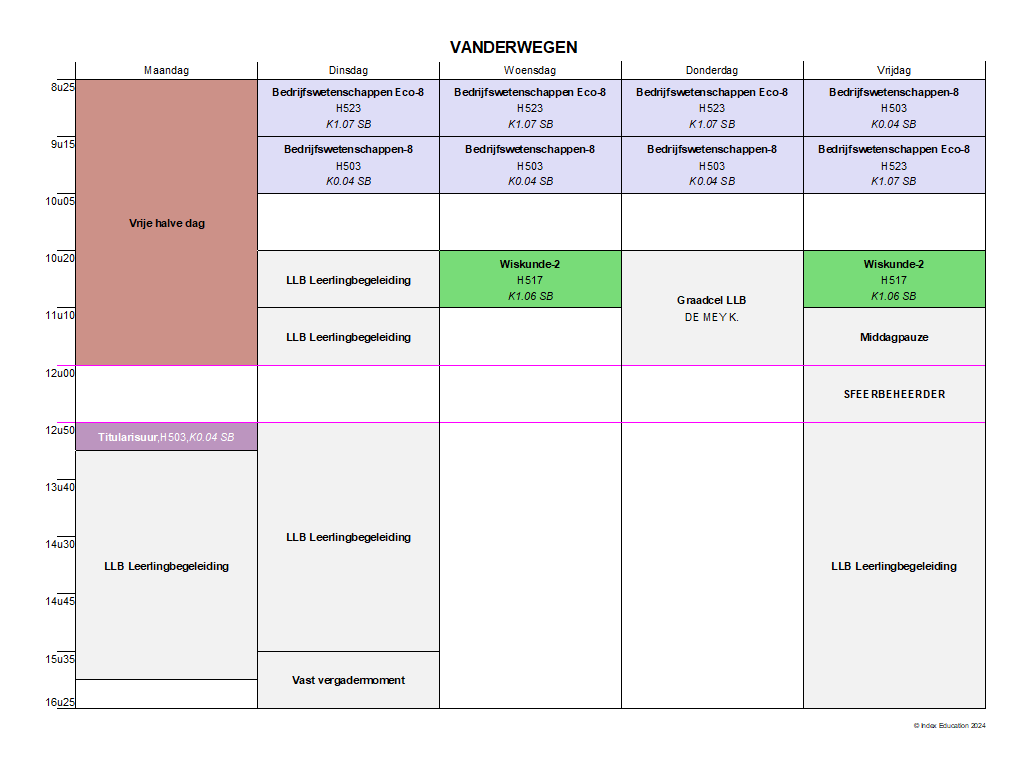 VANDERWEGEN
Maandag Dinsdag Woensdag Donderdag Vrijdag
8u25
Bedrijfswetenschappen Eco-8 Bedrijfswetenschappen Eco-8 Bedrijfswetenschappen Eco-8 Bedrijfswetenschappen-8
H523 H523 H523 H503
K1.07 SB K1.07 SB K1.07 SB K0.04 SB
9u15
Bedrijfswetenschappen-8 Bedrijfswetenschappen-8 Bedrijfswetenschappen-8 Bedrijfswetenschappen Eco-8
H503 H503 H503 H523
K0.04 SB K0.04 SB K0.04 SB K1.07 SB
10u05
Vrije halve dag
10u20
Wiskunde-2 Wiskunde-2
LLB Leerlingbegeleiding H517 H517
K1.06 SB K1.06 SB
Graadcel LLB
11u10 DE MEY K.
LLB Leerlingbegeleiding Middagpauze
12u00
SFEERBEHEERDER
12u50
Titularisuur,H503,K0.04 SB
13u40
LLB Leerlingbegeleiding
14u30
LLB Leerlingbegeleiding LLB Leerlingbegeleiding
14u45
15u35
Vast vergadermoment
16u25
© Index Education 2024